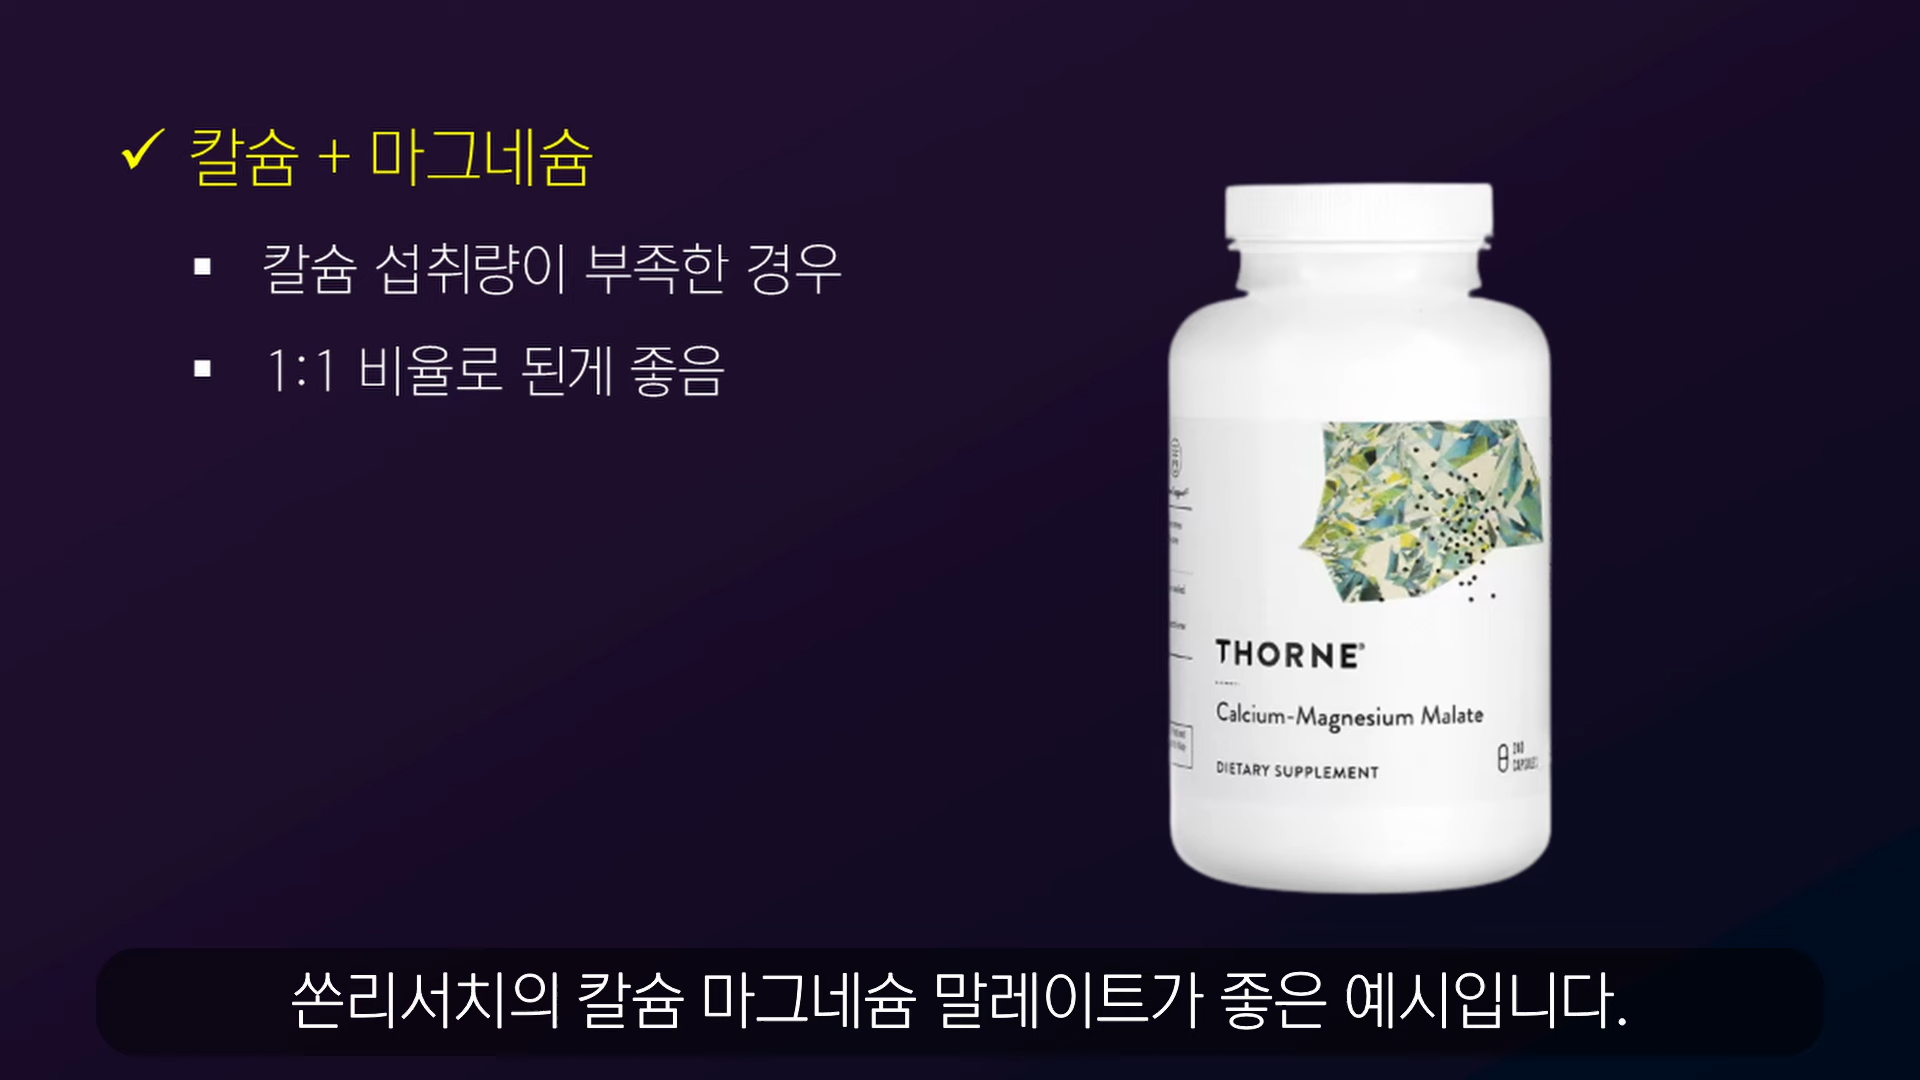 ✓ 칼슘 + 마그네슘
▪ 칼슘 섭취량이 부족한 경우
▪ 1:1 비율로 된게 좋음
THORNE®
Calcium-Magnesium Malate
DIETARY SUPPLEMENT
240
CAPSULES
쏜리서치의 칼슘 마그네슘 말레이트가 좋은 예시입니다.